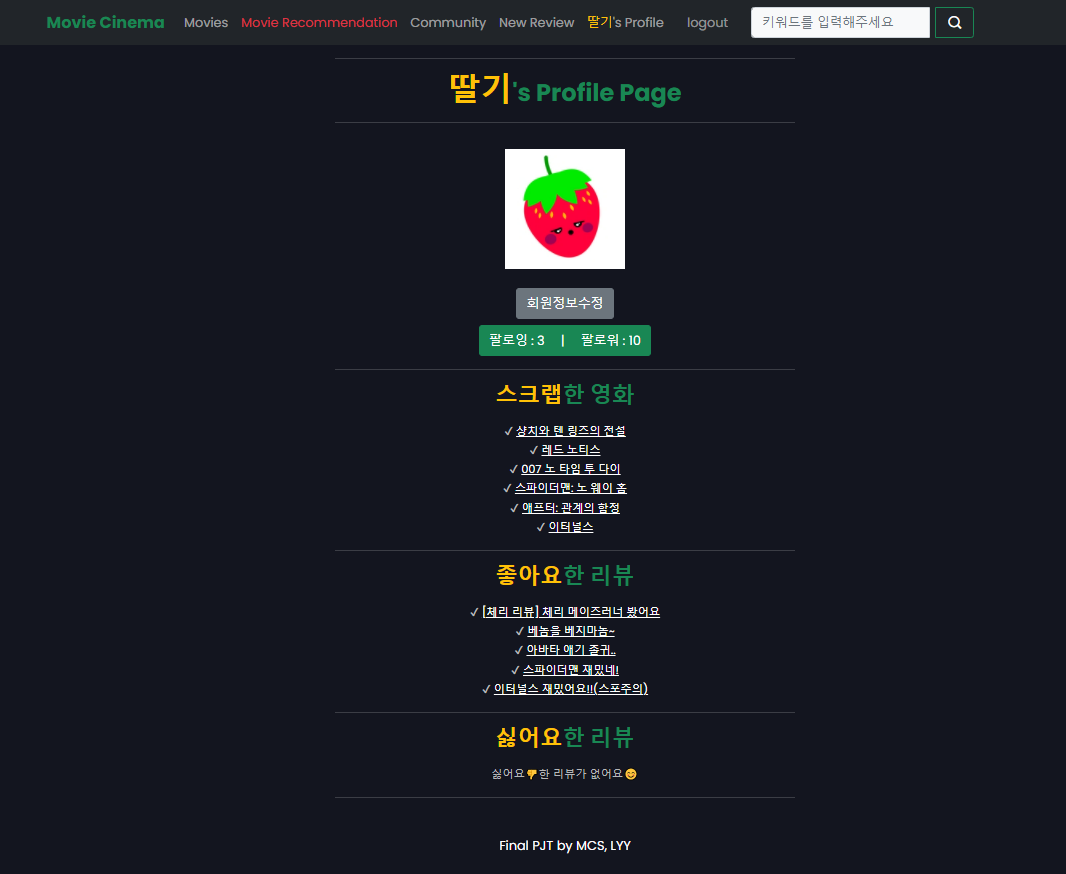 Movie Cinema Movies Movie Recommendation Community New Review 딸기's Profile logout 키워드를 입력해주세요
딸기's Profile Page
회원정보수정
팔로잉 : 3 | 팔로워 : 10
스크랩한 영화
✓ 샹치와 텐 링즈의 전설
✓ 레드 노티스
✓ 007 노 타임 투 다이
✓ 스파이더맨: 노 웨이 홈
✓ 애프터: 관계의 함정
✓ 이터널스
좋아요한 리뷰
✓ [체리 리뷰] 체리 메이즈러너 봤어요
✓ 베놈을 베지마놈~
✓ 아바타 애기 졸귀..
✓ 스파이더맨 재밌네!
✓ 이터널스 재밌어요!!(스포주의)
싫어요한 리뷰
싫어요👎한 리뷰가 없어요😊
Final PJT by MCS, LYY